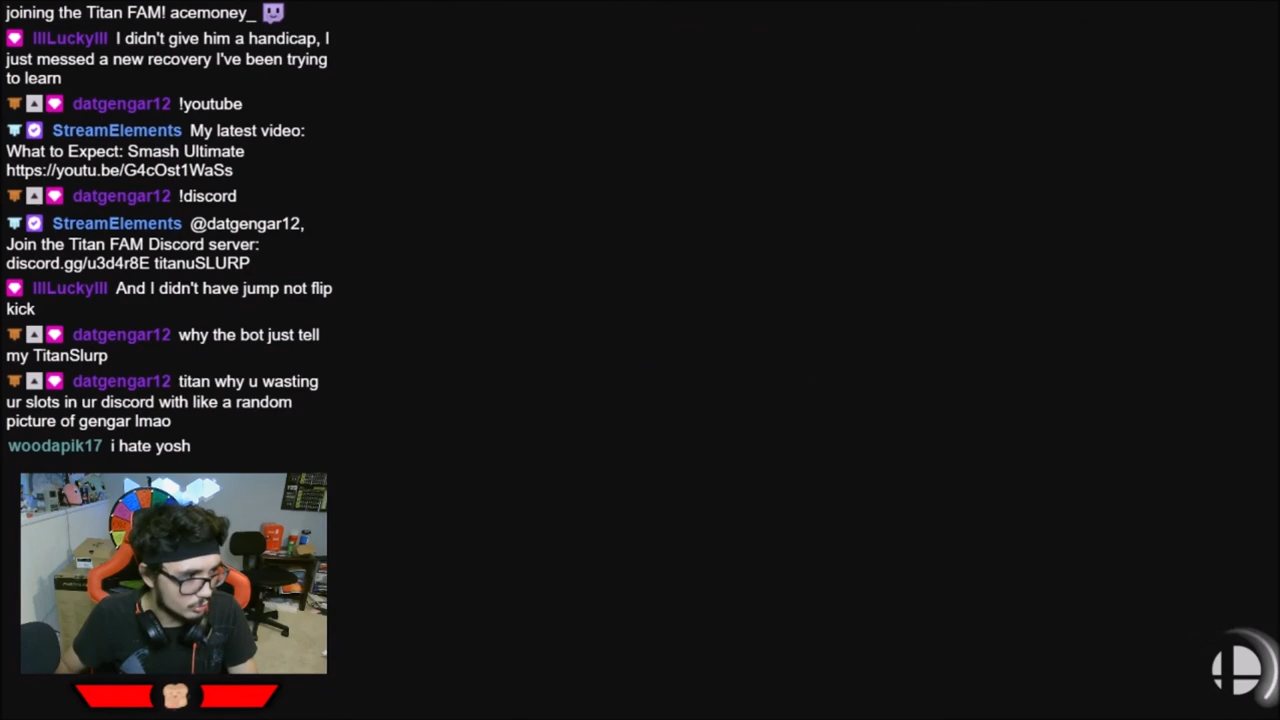 joining the Titan FAM! acemoney_
lllLuckylll I didn't give him a handicap, I
just messed a new recovery I've been trying
to learn
datgengar12 !youtube
StreamElements My latest video:
What to Expect: Smash Ultimate
https://youtu.be/G4cOst1WaSs
datgengar12 !discord
StreamElements @datgengar12,
Join the Titan FAM Discord server:
discord.gg/u3d4r8E titanuSLURP
lllLuckylll And I didn't have jump not flip
kick
datgengar12 why the bot just tell
my TitanSlurp
datgengar12 titan why u wasting
ur slots in ur discord with like a random
picture of gengar lmao
woodapik17 i hate yosh